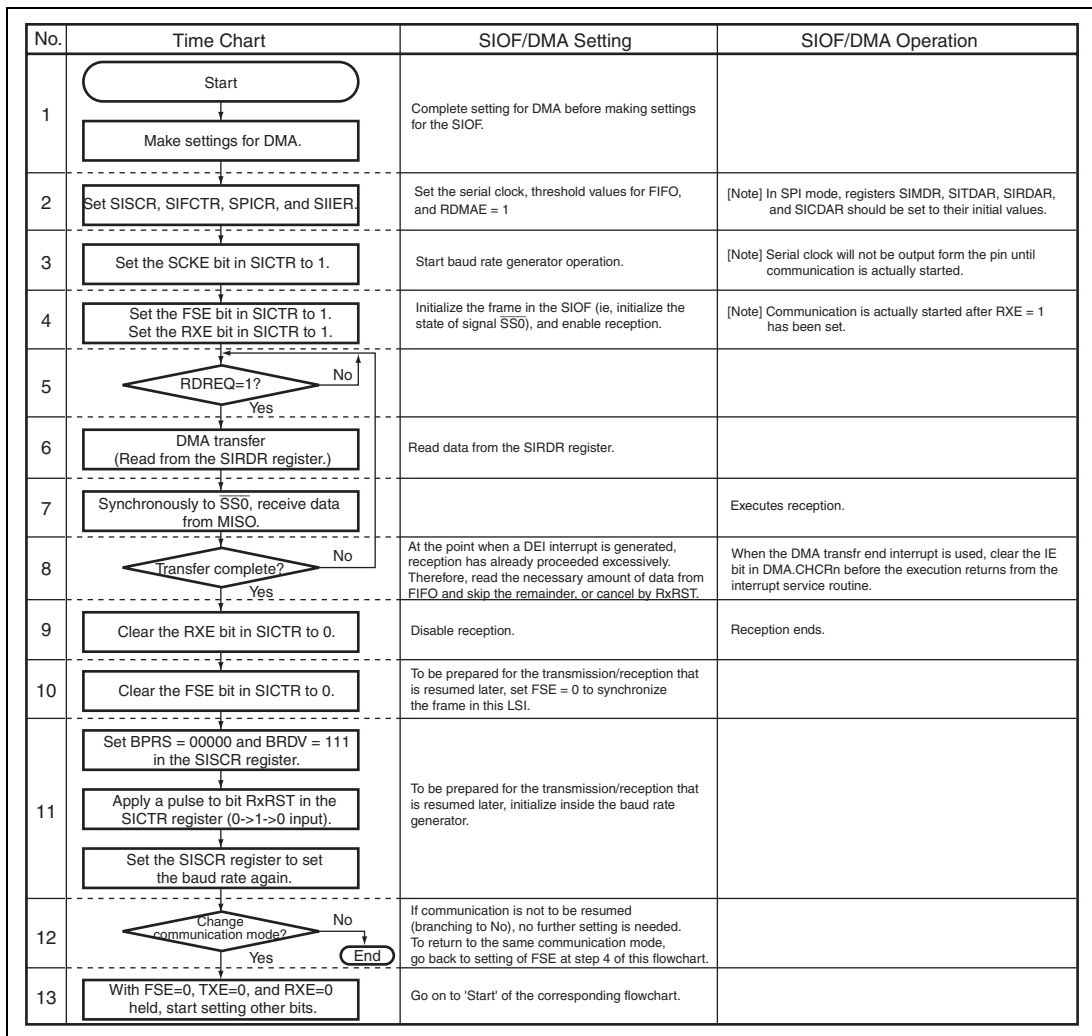 No.
Time Chart
SIOF/DMA Setting
SIOF/DMA Operation
1
Start
Make settings for DMA.
Complete setting for DMA before making settings
for the SIOF.
2
Set SISCR, SIFCTR, SPICR, and SIIER.
Set the serial clock, threshold values for FIFO,
and RDMAE = 1
[Note] In SPI mode, registers SIMDR, SITDAR, SIRDAR,
and SICDAR should be set to their initial values.
3
Set the SCKE bit in SICTR to 1.
Start baud rate generator operation.
[Note] Serial clock will not be output form the pin until
communication is actually started.
4
Set the FSE bit in SICTR to 1.
Set the RXE bit in SICTR to 1.
Initialize the frame in the SIOF (ie, initialize the
state of signal SS0), and enable reception.
[Note] Communication is actually started after RXE = 1
has been set.
5
RDREQ=1?
No
Yes
6
DMA transfer
(Read from the SIRDR register.)
Read data from the SIRDR register.
7
Synchronously to SS0, receive data
from MISO.
Executes reception.
8
Transfer complete?
No
Yes
At the point when a DEI interrupt is generated,
reception has already proceeded excessively.
Therefore, read the necessary amount of data from
FIFO and skip the remainder, or cancel by RxRST.
When the DMA transfr end interrupt is used, clear the IE
bit in DMA.CHCRn before the execution returns from the
interrupt service routine.
9
Clear the RXE bit in SICTR to 0.
Disable reception.
Reception ends.
10
Clear the FSE bit in SICTR to 0.
To be prepared for the transmission/reception that
is resumed later, set FSE = 0 to synchronize
the frame in this LSI.
11
Set BPRS = 00000 and BRDV = 111
in the SISCR register.
Apply a pulse to bit RxRST in the
SICTR register (0->1->0 input).
Set the SISCR register to set
the baud rate again.
To be prepared for the transmission/reception that
is resumed later, initialize inside the baud rate
generator.
12
Change
communication mode?
No
Yes
End
If communication is not to be resumed
(branching to No), no further setting is needed.
To return to the same communication mode,
go back to setting of FSE at step 4 of this flowchart.
13
With FSE=0, TXE=0, and RXE=0
held, start setting other bits.
Go on to 'Start' of the corresponding flowchart.